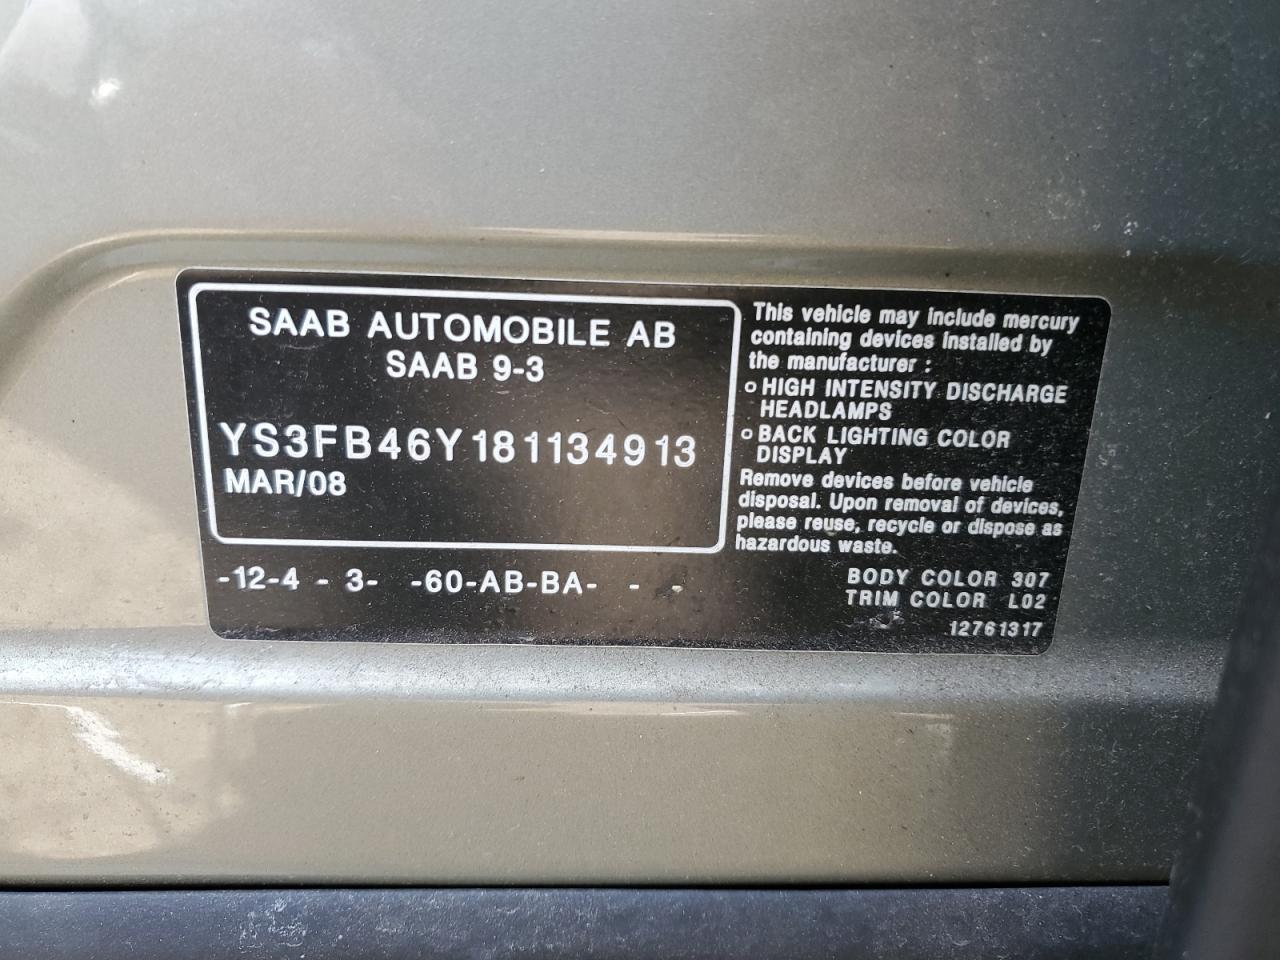 SAAB AUTOMOBILE AB
SAAB 9-3
YS3FB46Y181134913
MAR/08
-12-4 - 3- -60-AB-BA- - -
This vehicle may include mercury
containing devices installed by
the manufacturer :
o HIGH INTENSITY DISCHARGE
HEADLAMPS
o BACK LIGHTING COLOR
DISPLAY
Remove devices before vehicle
disposal. Upon removal of devices,
please reuse, recycle or dispose as
hazardous waste.
BODY COLOR 307
TRIM COLOR L02
12761317